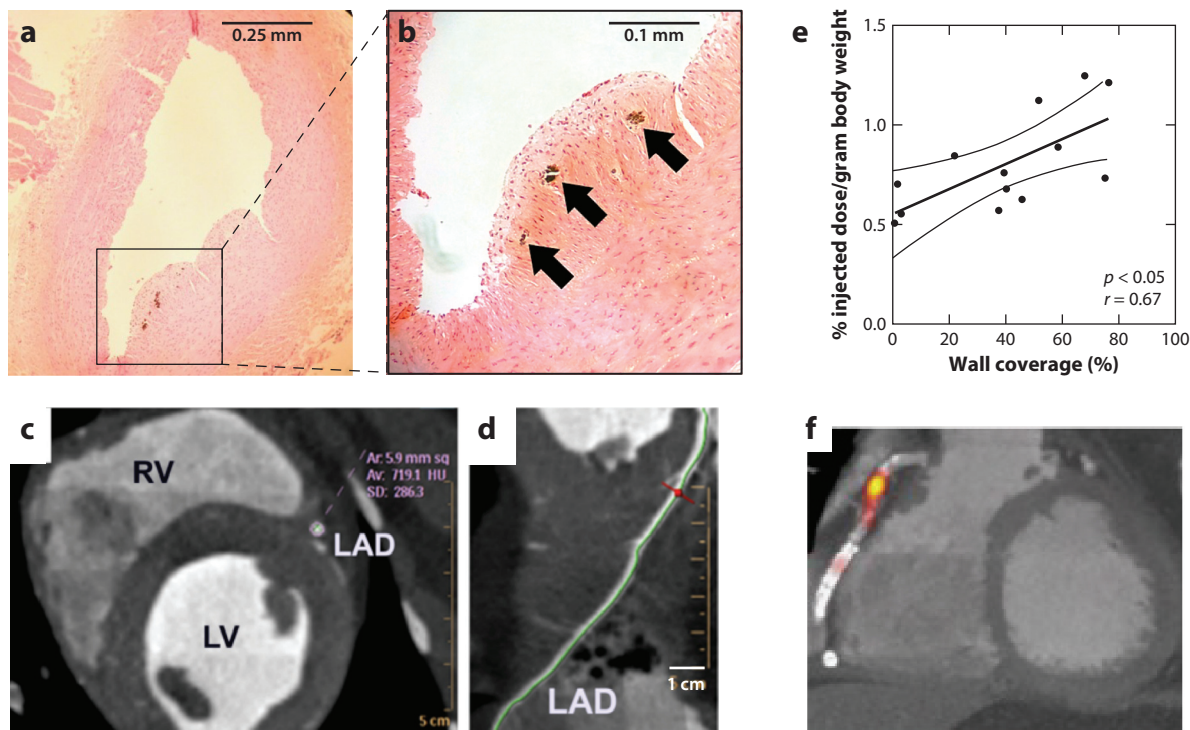 a
0.25 mm
b
0.1 mm
e
% injected dose/gram body weight
1.5
1.0
0.5
0.0
0
20
40
60
80
100
Wall coverage (%)
p < 0.05
r = 0.67
c
RV
LV
LAD
Ar: 5.9 mm sq
Av: 719.1 HU
SD: 286.3
5 cm
d
LAD
1 cm
f